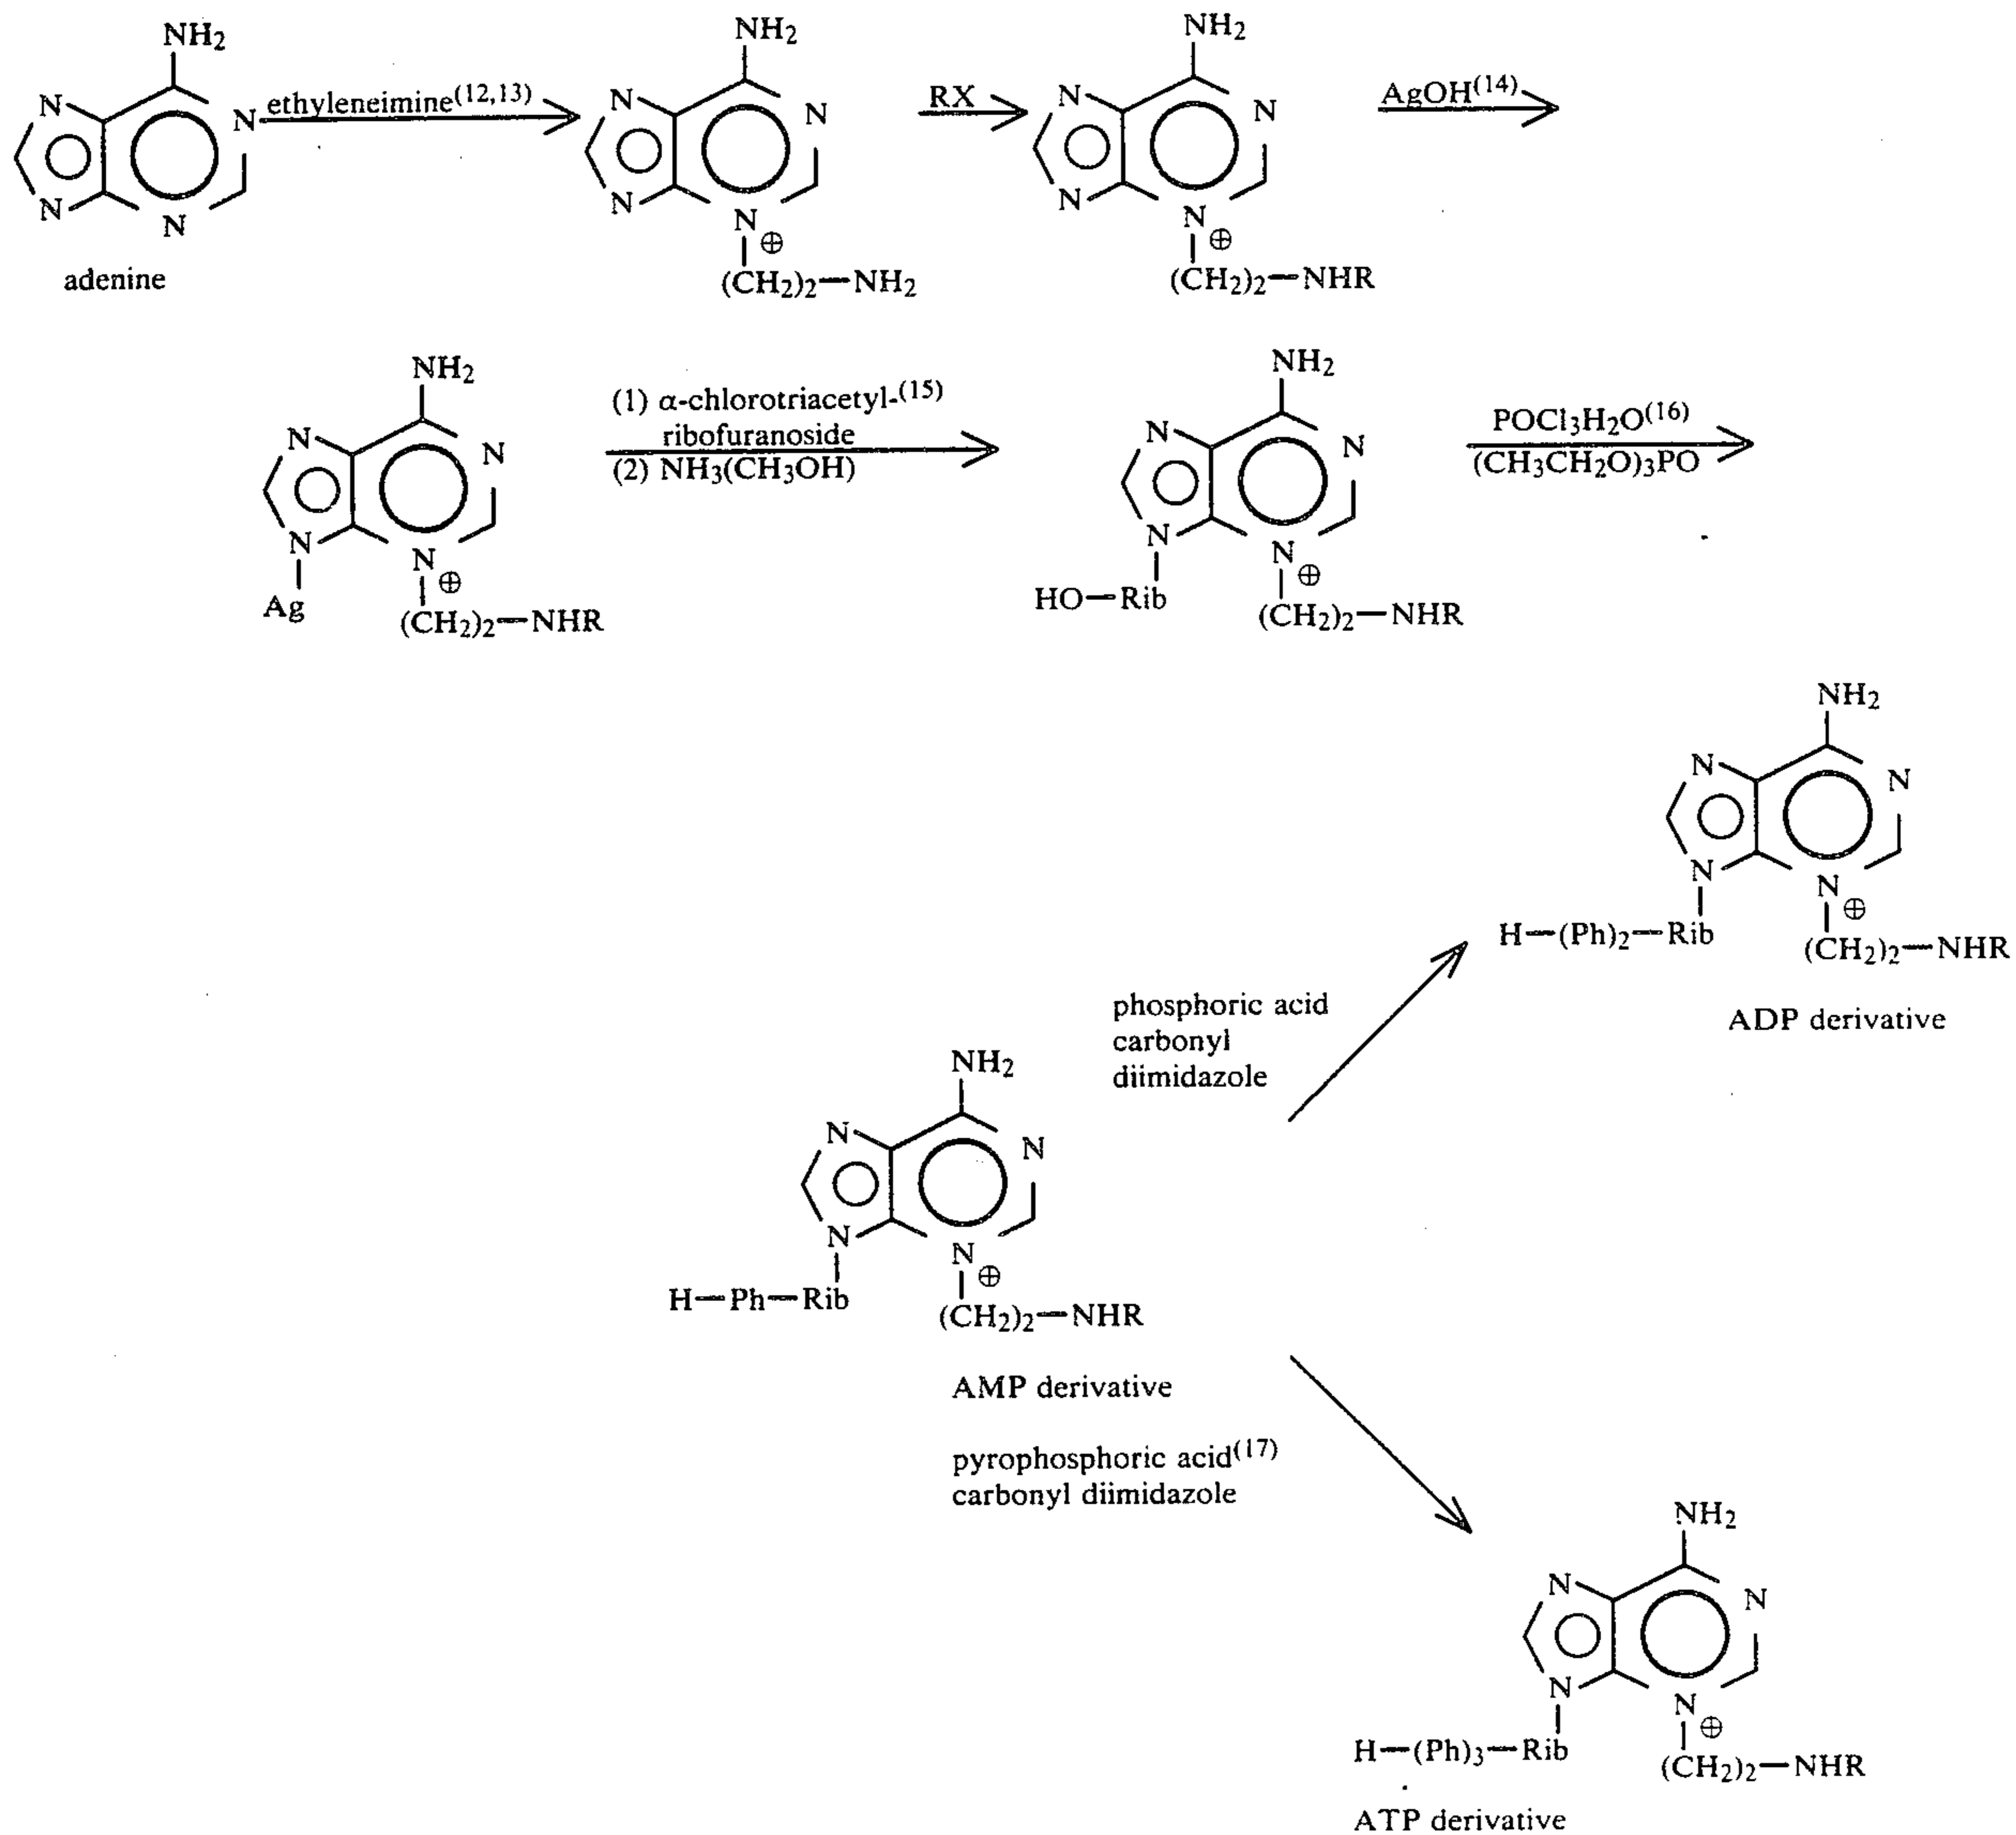 NH₂
N
N
N
N
adenine
ethyleneimine(12,13)
NH₂
N
N
N
N
⊕
(CH₂)₂—NH₂
RX
NH₂
N
N
N
N
⊕
(CH₂)₂—NHR
AgOH(14)
NH₂
N
N
N
N
⊕
Ag
(CH₂)₂—NHR
(1) α-chlorotriacetyl-(15)
ribofuranoside
(2) NH₃(CH₃OH)
NH₂
N
N
N
N
⊕
HO—Rib
(CH₂)₂—NHR
POCl₃H₂O(16)
(CH₃CH₂O)₃PO
NH₂
N
N
N
N
⊕
H—(Ph)₂—Rib
(CH₂)₂—NHR
ADP derivative
phosphoric acid
carbonyl
diimidazole
NH₂
N
N
N
N
⊕
H—Ph—Rib
(CH₂)₂—NHR
AMP derivative
pyrophosphoric acid(17)
carbonyl diimidazole
NH₂
N
N
N
N
⊕
H—(Ph)₃—Rib
(CH₂)₂—NHR
ATP derivative